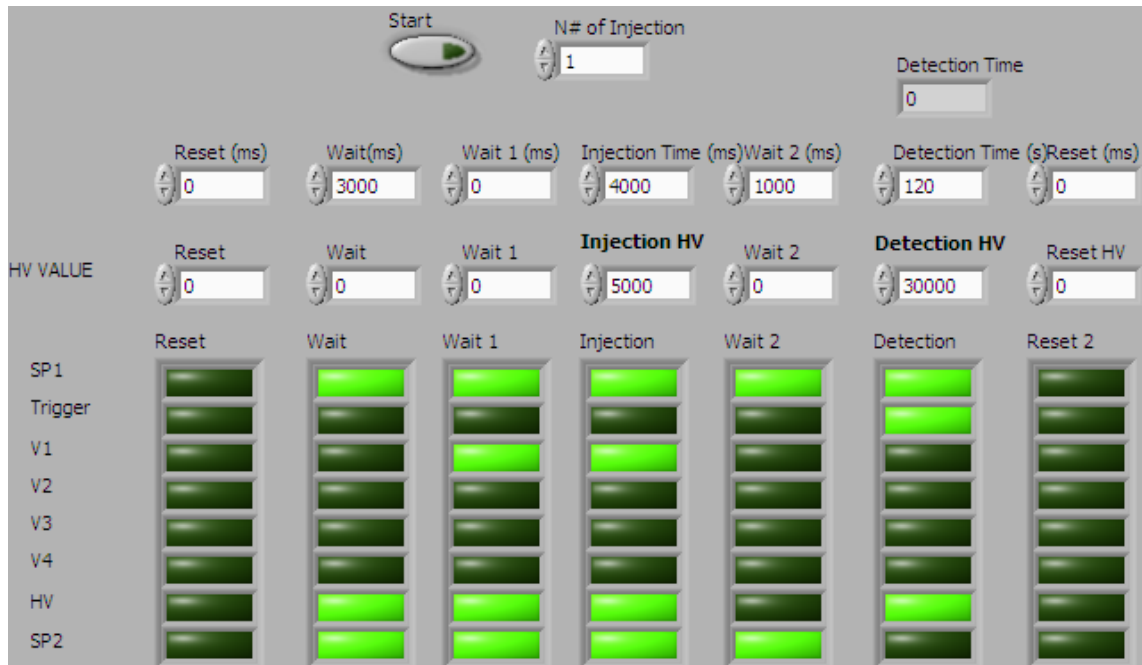 Start
N# of Injection
1
Detection Time
0
Reset (ms) Wait(ms) Wait 1 (ms) Injection Time (ms) Wait 2 (ms) Detection Time (s) Reset (ms)
0 3000 0 4000 1000 120 0
HV VALUE
Reset Wait Wait 1 Injection HV Wait 2 Detection HV Reset HV
0 0 0 5000 0 30000 0
Reset Wait Wait 1 Injection Wait 2 Detection Reset 2
SP1
Trigger
V1
V2
V3
V4
HV
SP2